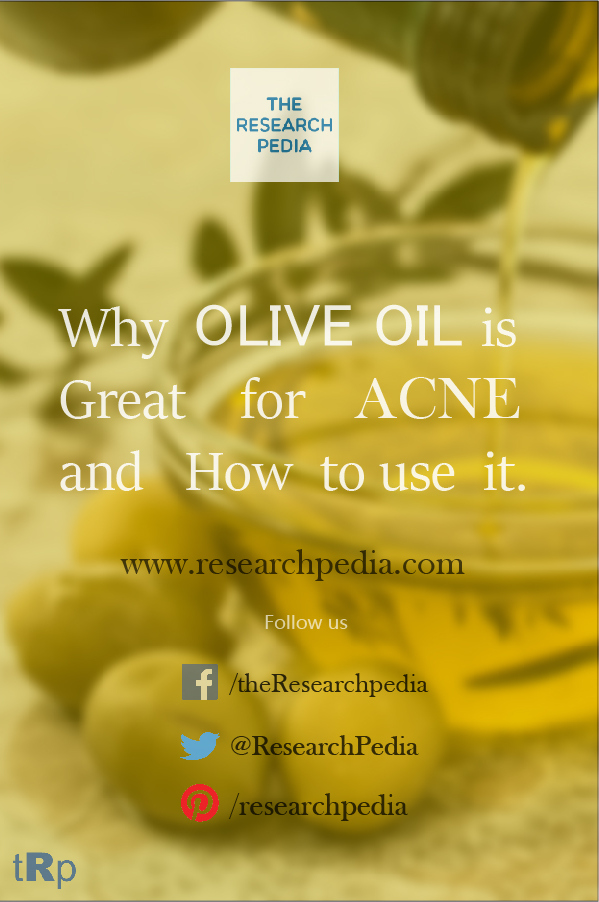 THE
RESEARCH
PEDIA
Why OLIVE OIL is
Great for ACNE
and How to use it.
www.researchpedia.com
Follow us
/theResearchpedia
@ResearchPedia
/researchpedia
tRp